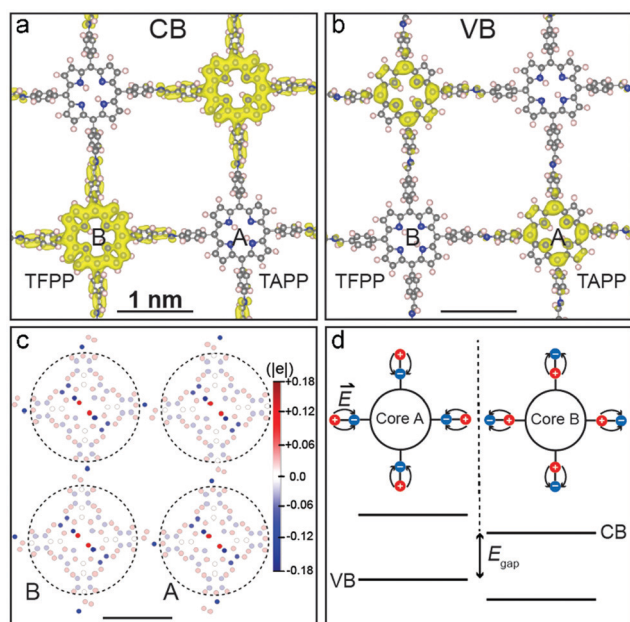 a
CB
B
A
TFPP
1 nm
TAPP
b
VB
B
A
TFPP
TAPP
c
(|e|)
+0.18
+0.12
+0.06
0.0
-0.06
-0.12
-0.18
B
A
d
E
Core A
Core B
CB
Egap
VB